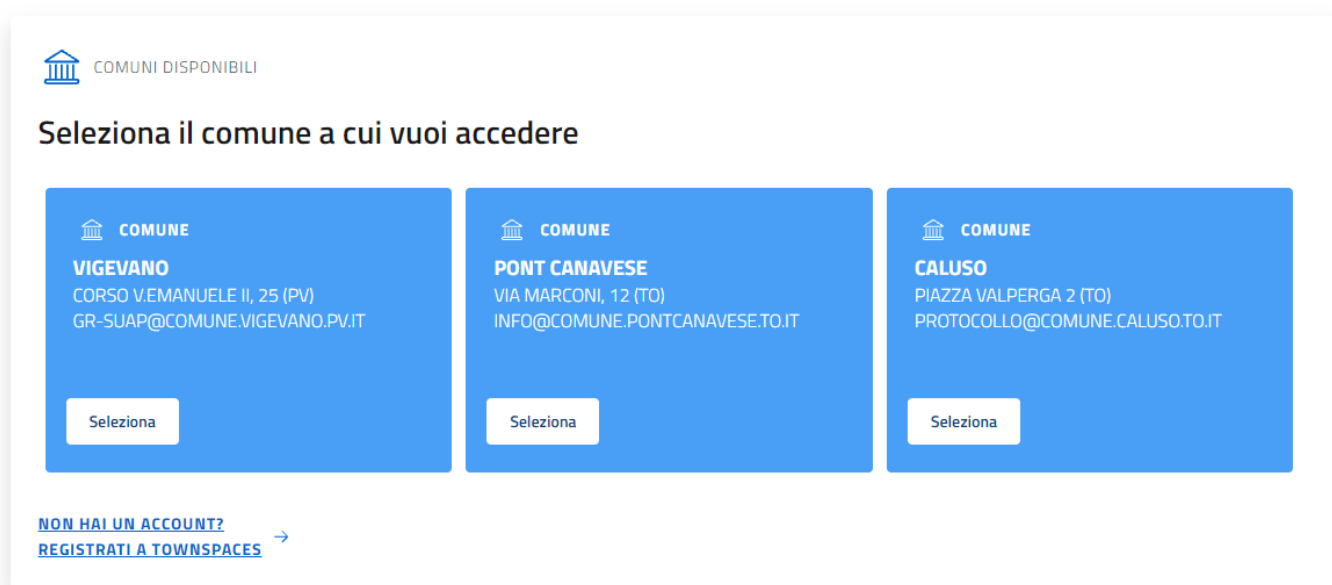 COMUNI DISPONIBILI
Seleziona il comune a cui vuoi accedere
COMUNE
VIGEVANO
CORSO V.EMANUELE II, 25 (PV)
GR-SUAP@COMUNE.VIGEVANO.PV.IT
Seleziona
COMUNE
PONT CANAVESE
VIA MARCONI, 12 (TO)
INFO@COMUNE.PONTCANAVESE.TO.IT
Seleziona
COMUNE
CALUSO
PIAZZA VALPERGA 2 (TO)
PROTOCOLLO@COMUNE.CALUSO.TO.IT
Seleziona
NON HAI UN ACCOUNT?
REGISTRATI A TOWNSPACES